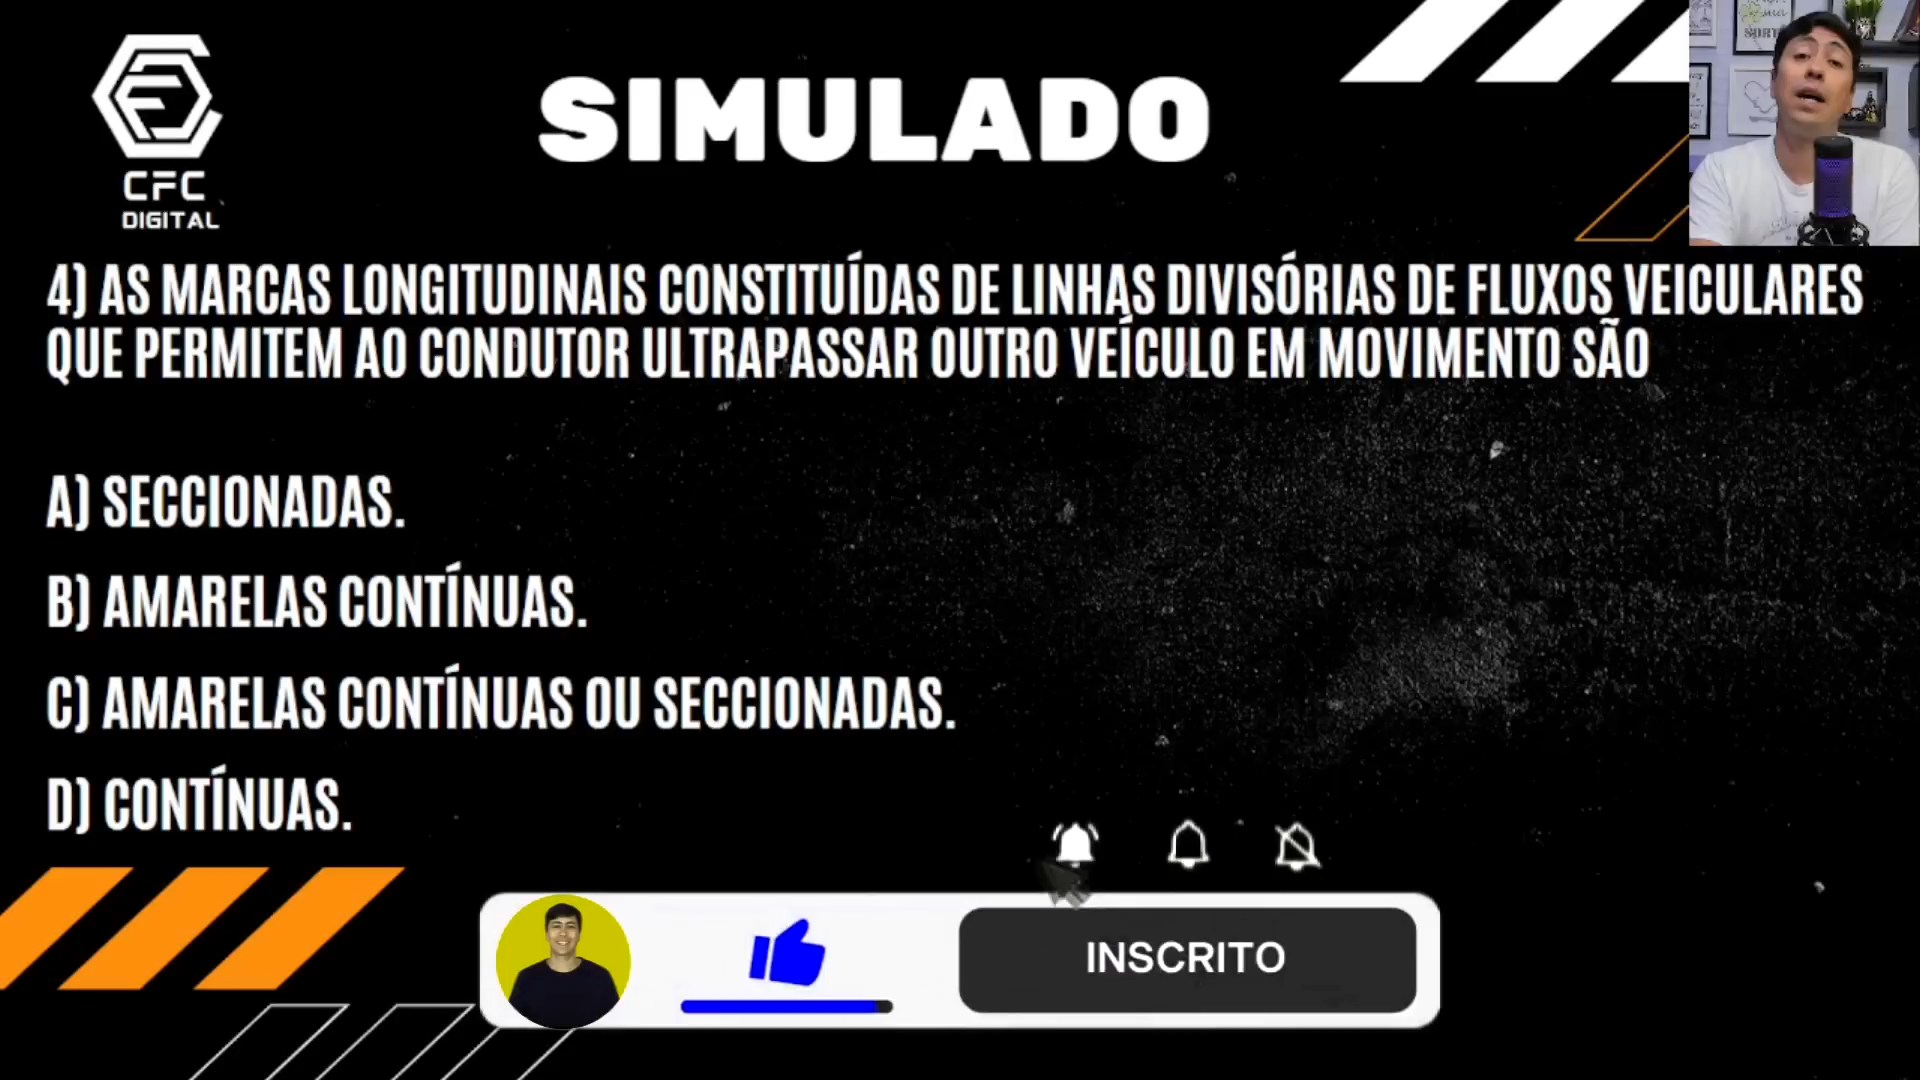 SIMULADO
CFC
DIGITAL
SORT
4) AS MARCAS LONGITUDINAIS CONSTITUÍDAS DE LINHAS DIVISÓRIAS DE FLUXOS VEICULARES
QUE PERMITEM AO CONDUTOR ULTRAPASSAR OUTRO VEÍCULO EM MOVIMENTO SÃO
A) SECCIONADAS.
B) AMARELAS CONTÍNUAS.
C) AMARELAS CONTÍNUAS OU SECCIONADAS.
D) CONTÍNUAS.
INSCRITO